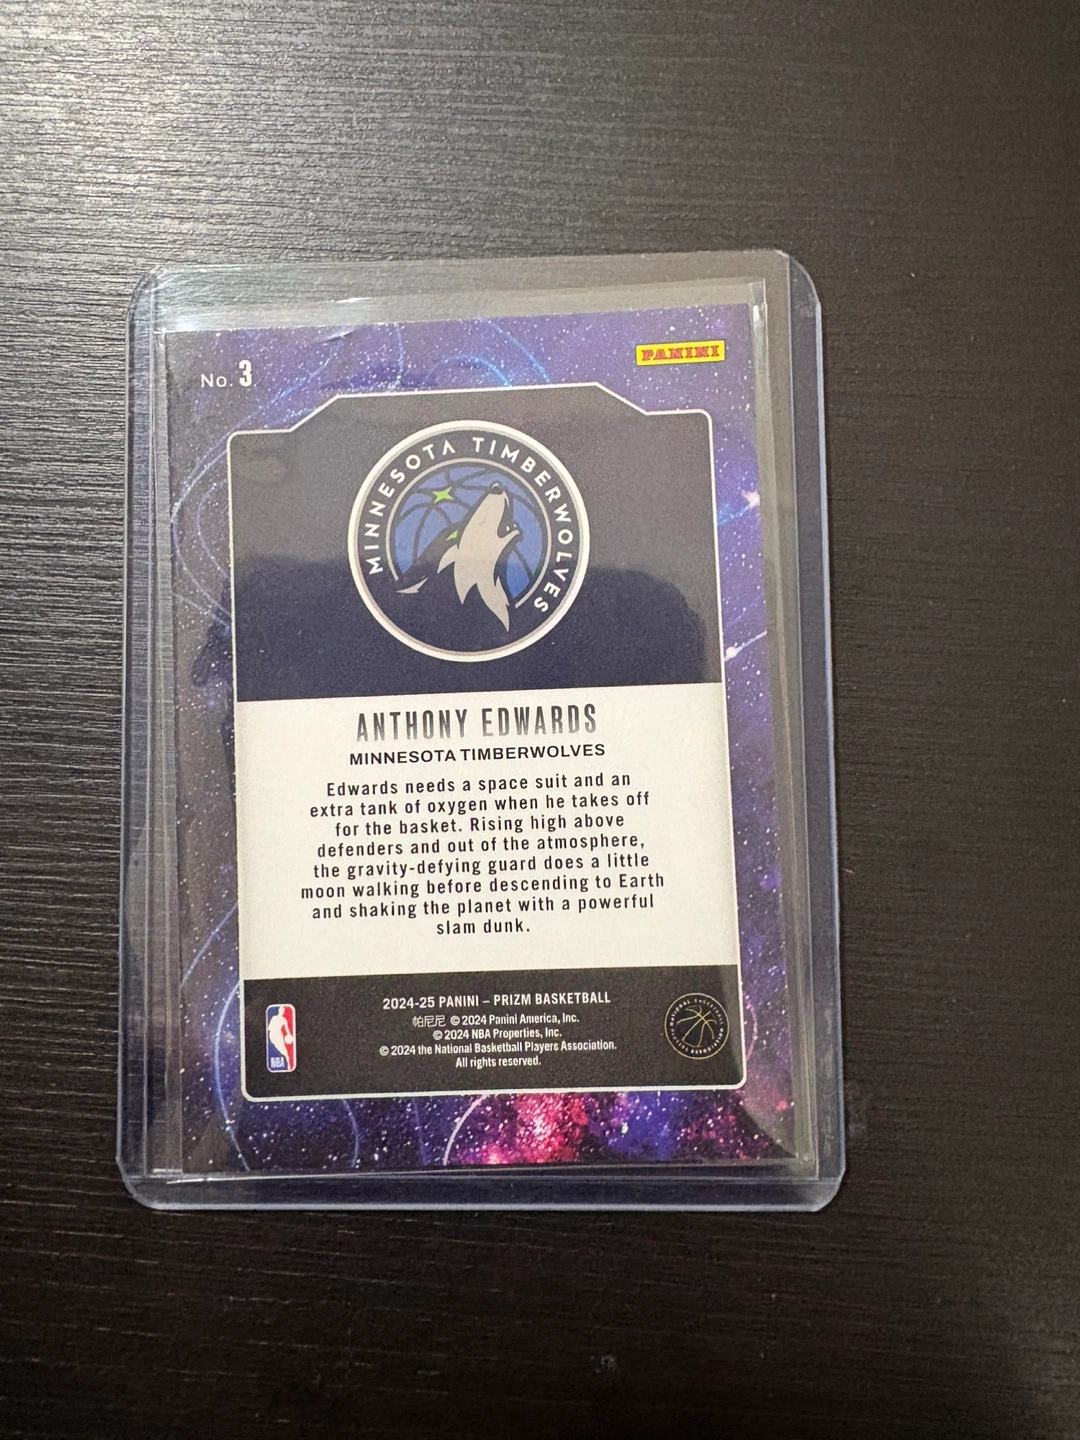 No. 3
PANINI
MINNESOTA TIMBERWOLVES
ANTHONY EDWARDS
MINNESOTA TIMBERWOLVES
Edwards needs a space suit and an
extra tank of oxygen when he takes off
for the basket. Rising high above
defenders and out of the atmosphere,
the gravity-defying guard does a little
moon walking before descending to Earth
and shaking the planet with a powerful
slam dunk.
2024-25 PANINI – PRIZM BASKETBALL
帕尼尼 © 2024 Panini America, Inc.
© 2024 NBA Properties, Inc.
© 2024 the National Basketball Players Association.
All rights reserved.
NBA